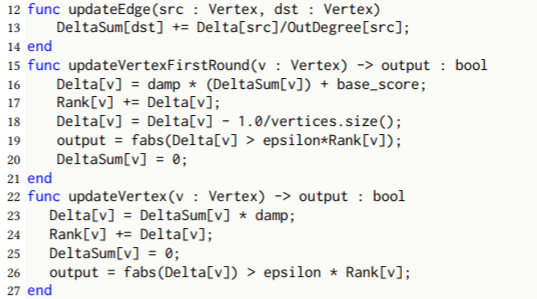 12 func updateEdge(src : Vertex, dst : Vertex)
13 DeltaSum[dst] += Delta[src]/OutDegree[src];
14 end
15 func updateVertexFirstRound(v : Vertex) -> output : bool
16 Delta[v] = damp * (DeltaSum[v]) + base_score;
17 Rank[v] += Delta[v];
18 Delta[v] = Delta[v] - 1.0/vertices.size();
19 output = fabs(Delta[v] > epsilon*Rank[v]);
20 DeltaSum[v] = 0;
21 end
22 func updateVertex(v : Vertex) -> output : bool
23 Delta[v] = DeltaSum[v] * damp;
24 Rank[v] += Delta[v];
25 DeltaSum[v] = 0;
26 output = fabs(Delta[v]) > epsilon * Rank[v];
27 end